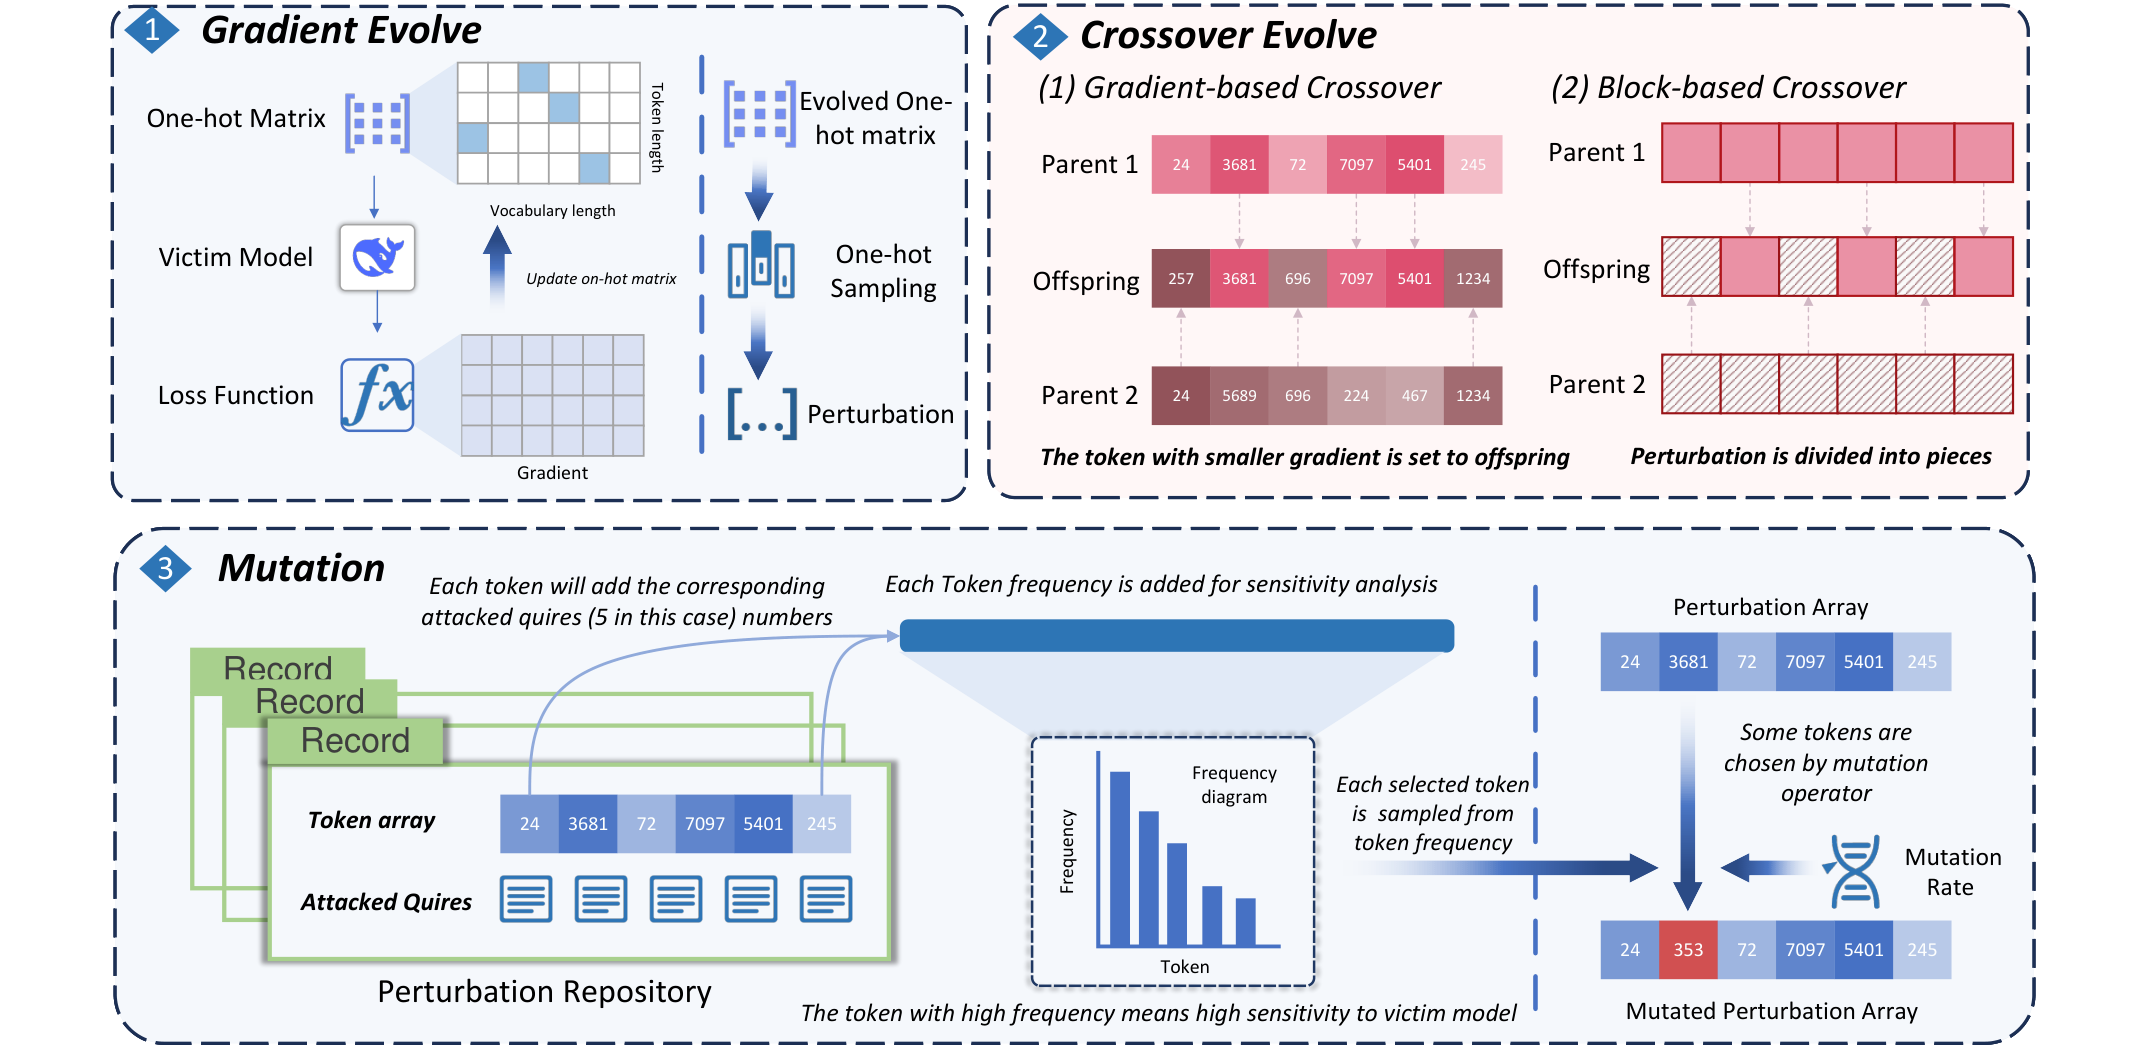 1
Gradient Evolve
One-hot Matrix
Token length
Vocabulary length
Victim Model
Update on-hot matrix
Loss Function
fx
Gradient
Evolved One-
hot matrix
One-hot
Sampling
[...]
Perturbation
2
Crossover Evolve
(1) Gradient-based Crossover
Parent 1
24 3681 72 7097 5401 245
Offspring
257 3681 696 7097 5401 1234
Parent 2
24 5689 696 224 467 1234
The token with smaller gradient is set to offspring
(2) Block-based Crossover
Parent 1
Offspring
Parent 2
Perturbation is divided into pieces
3
Mutation
Each token will add the corresponding
attacked quires (5 in this case) numbers
Record
Record
Record
Token array
24 3681 72 7097 5401 245
Attacked Quires
Perturbation Repository
Each Token frequency is added for sensitivity analysis
Frequency
diagram
Frequency
Token
The token with high frequency means high sensitivity to victim model
Each selected token
is sampled from
token frequency
Perturbation Array
24 3681 72 7097 5401 245
Some tokens are
chosen by mutation
operator
Mutation
Rate
24 353 72 7097 5401 245
Mutated Perturbation Array